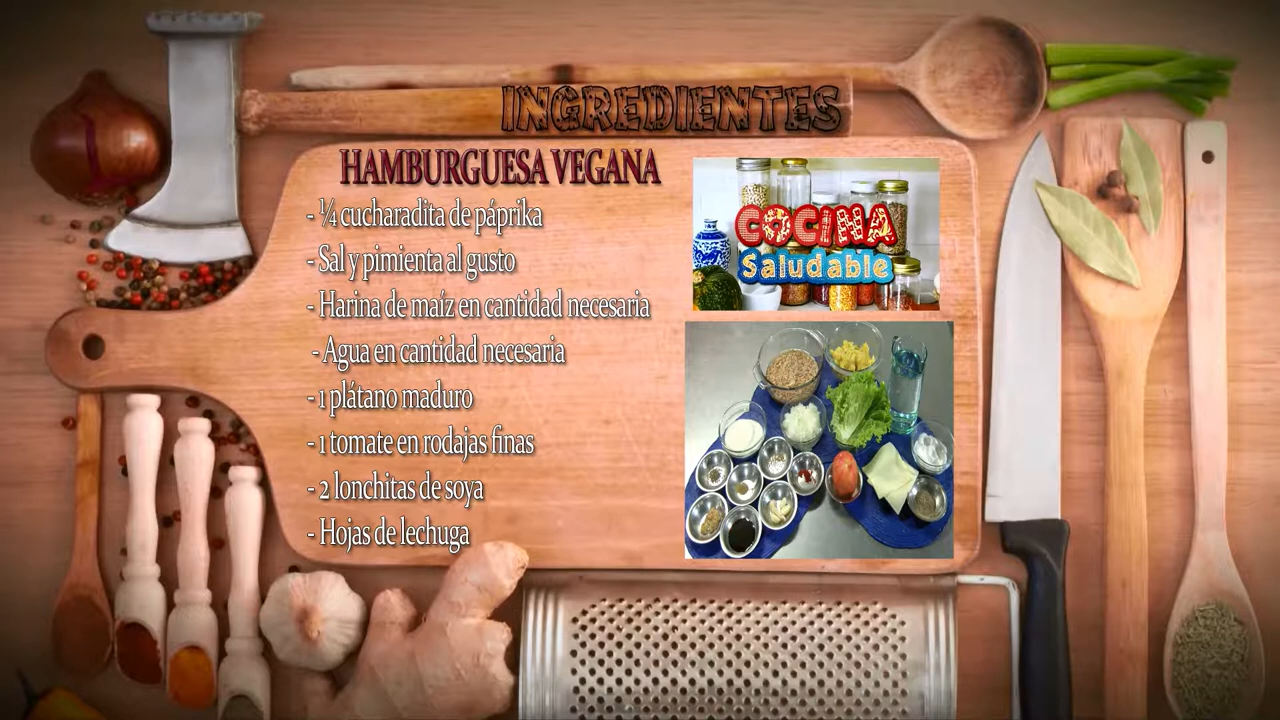 INGREDIENTES
HAMBURGUESA VEGANA
- ¼ cucharadita de páprika
- Sal y pimienta al gusto
- Harina de maíz en cantidad necesaria
- Agua en cantidad necesaria
- 1 plátano maduro
- 1 tomate en rodajas finas
- 2 lonchitas de soya
- Hojas de lechuga
COCINA
Saludable